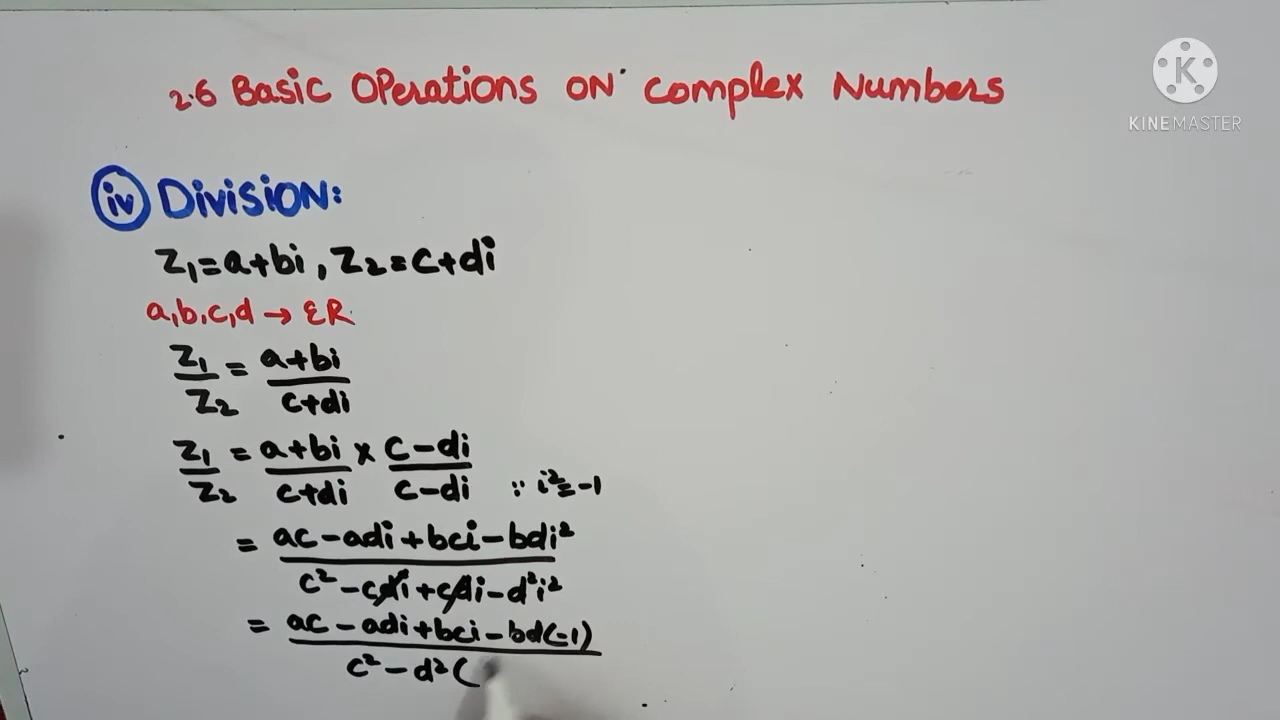 2.6 Basic Operations ON Complex Numbers
KINEMASTER
iv Division:
Z₁=a+bi, Z₂=c+di
a,b,c,d → ƐR
Z₁/Z₂ = a+bi/c+di
Z₁/Z₂ = a+bi/c+di × c-di/c-di ∵ i²=-1
= ac-adi+bci-bdi²/c²-cdi+cdi-d²i²
= ac-adi+bci-bd(-1)/c²-d²(